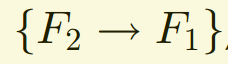 {F₂ → F₁},